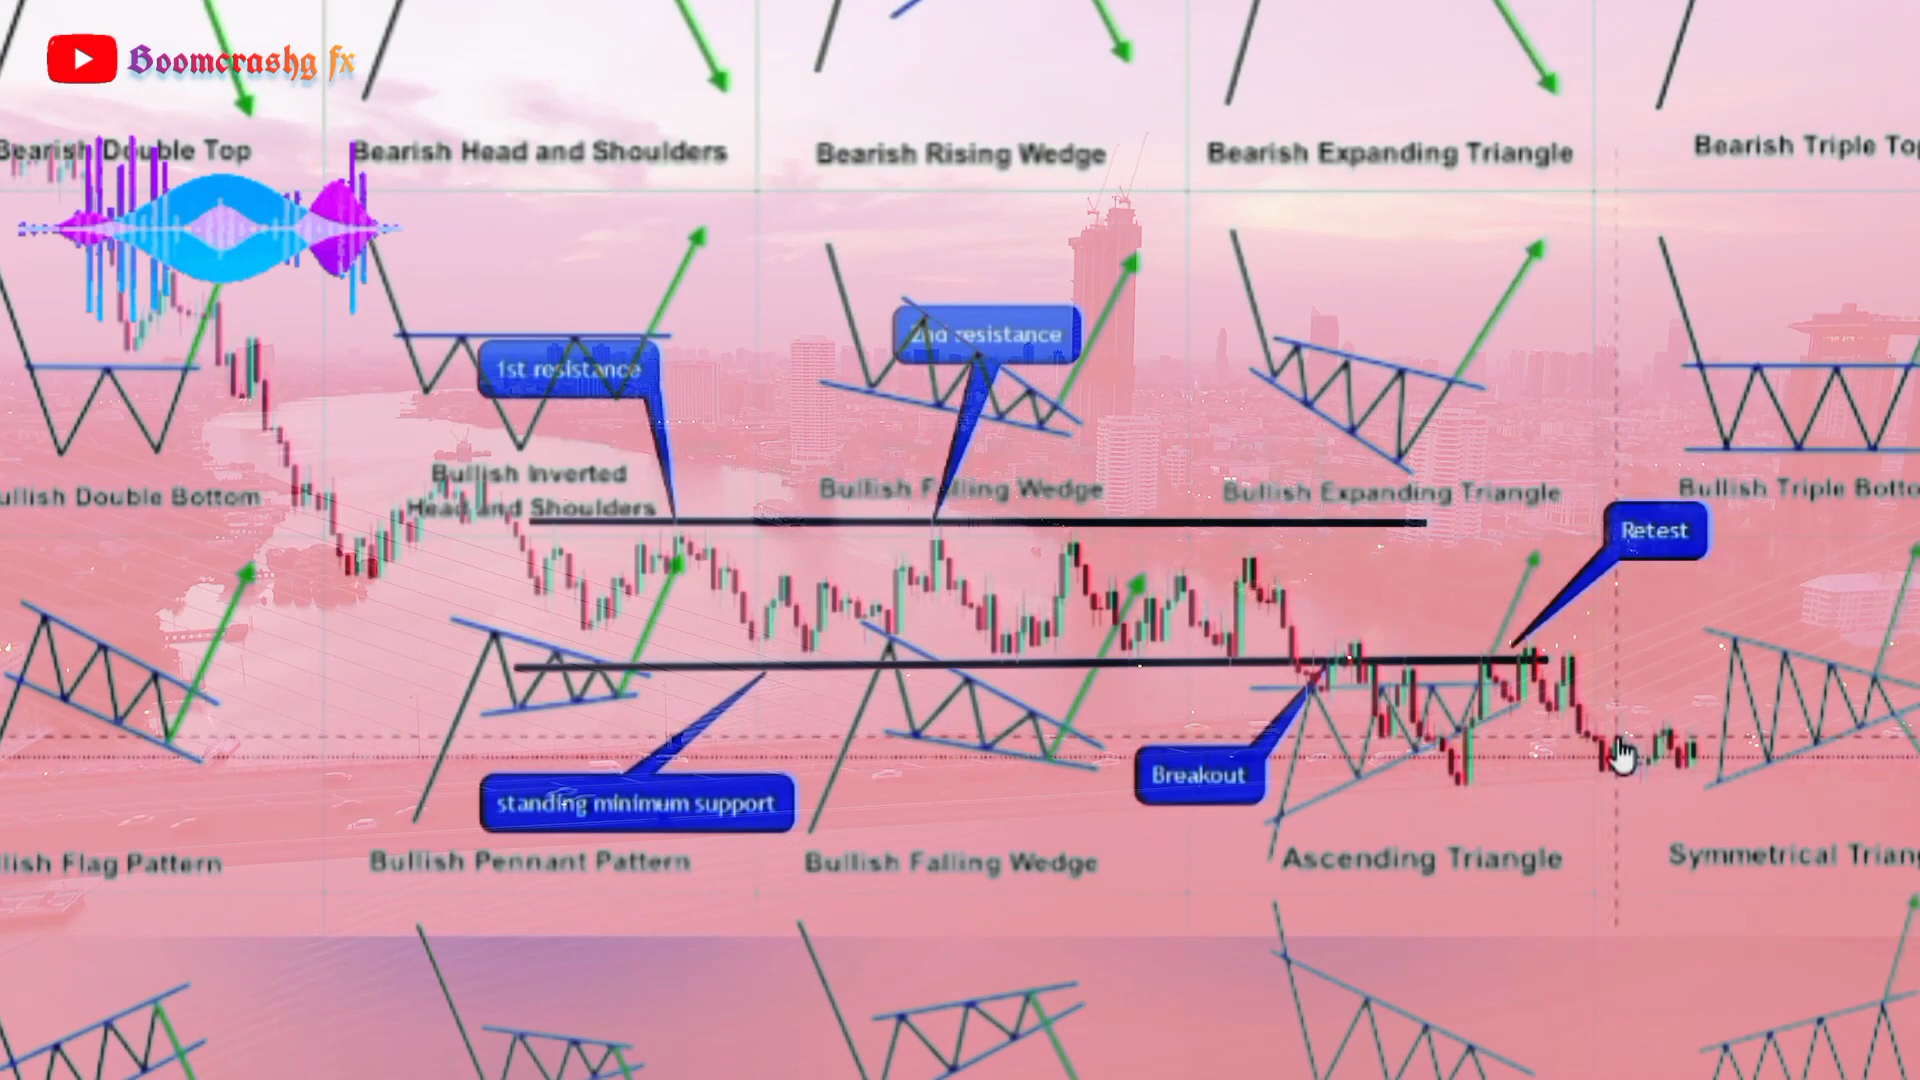 Boomcrashg fx
Bearish Double Top
Bearish Head and Shoulders
Bearish Rising Wedge
Bearish Expanding Triangle
Bearish Triple Top
1st resistance
2nd resistance
ullish Double Bottom
Bullish Inverted
Head and Shoulders
Bullish Falling Wedge
Bullish Expanding Triangle
Bullish Triple Botto
Retest
standing minimum support
Breakout
lish Flag Pattern
Bullish Pennant Pattern
Bullish Falling Wedge
Ascending Triangle
Symmetrical Triang